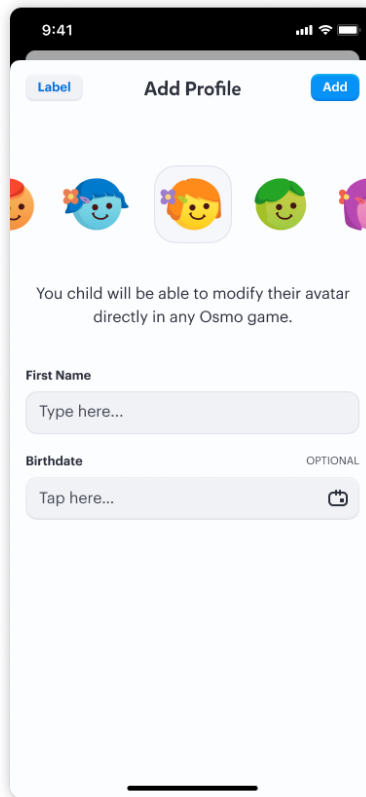 9:41
Label
Add Profile
Add
You child will be able to modify their avatar
directly in any Osmo game.
First Name
Type here...
Birthdate
OPTIONAL
Tap here...